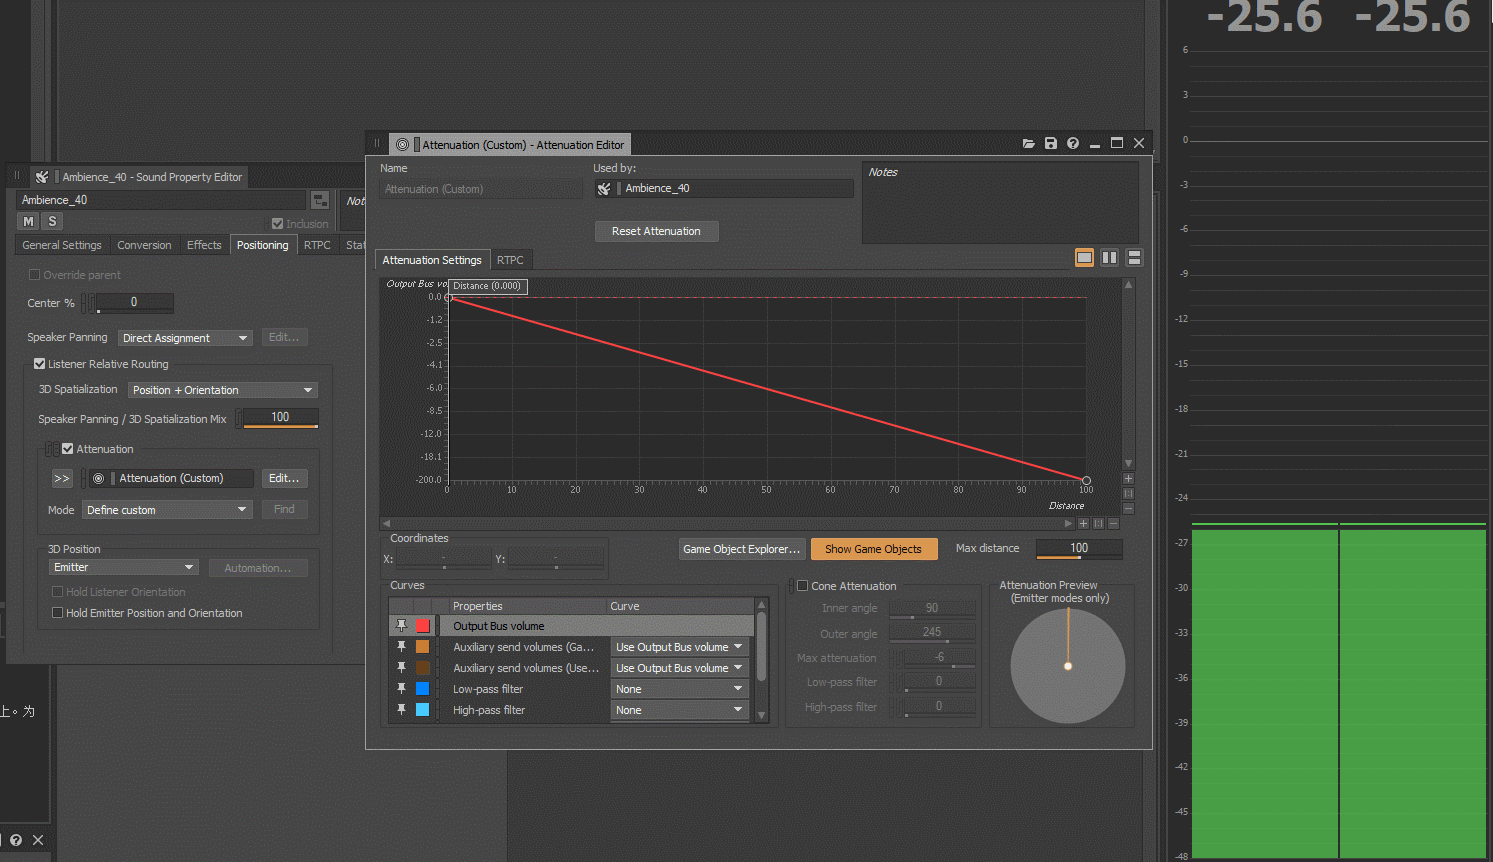 -25.6 -25.6
6
3
0
-3
-6
-9
-12
-15
-18
-21
-24
-27
-30
-33
-36
-39
-42
-45
-48
Ambience_40 - Sound Property Editor
Ambience_40
Not
M S
Inclusion
General Settings Conversion Effects Positioning RTPC Stat
Override parent
Center % 0
Speaker Panning Direct Assignment Edit...
Listener Relative Routing
3D Spatialization Position + Orientation
Speaker Panning / 3D Spatialization Mix 100
Attenuation
>> Attenuation (Custom) Edit...
Mode Define custom Find
3D Position
Emitter Automation...
Hold Listener Orientation
Hold Emitter Position and Orientation
上。为
Attenuation (Custom) - Attenuation Editor
Name Used by: Notes
Attenuation (Custom) Ambience_40
Reset Attenuation
Attenuation Settings RTPC
Output Bus vo
Distance (0.000)
0.0
-1.2
-2.5
-4.1
-6.0
-8.5
-12.0
-18.1
-200.0
0 10 20 30 40 50 60 70 80 90 100
Distance
Coordinates
X: - Y: -
Game Object Explorer... Show Game Objects Max distance 100
Curves
Properties Curve
Output Bus volume
Auxiliary send volumes (Ga... Use Output Bus volume
Auxiliary send volumes (Use... Use Output Bus volume
Low-pass filter None
High-pass filter None
Cone Attenuation
Inner angle 90
Outer angle 245
Max attenuation -6
Low-pass filter 0
High-pass filter 0
Attenuation Preview
(Emitter modes only)